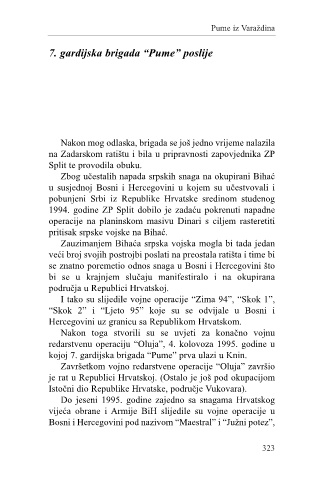 Pume iz Varaždina
7. gardijska brigada “Pume” poslije
Nakon mog odlaska, brigada se još jedno vrijeme nalazila
na Zadarskom ratištu i bila u pripravnosti zapovjednika ZP
Split te provodila obuku.
Zbog učestalih napada srpskih snaga na okupirani Bihać
u susjednoj Bosni i Hercegovini u kojem su učestvovali i
pobunjeni Srbi iz Republike Hrvatske sredinom studenog
1994. godine ZP Split dobilo je zadaću pokrenuti napadne
operacije na planinskom masivu Dinari s ciljem rasteretiti
pritisak srpske vojske na Bihać.
Zauzimanjem Bihaća srpska vojska mogla bi tada jedan
veći broj svojih postrojbi poslati na preostala ratišta i time bi
se znatno poremetio odnos snaga u Bosni i Hercegovini što
bi se u krajnjem slučaju manifestiralo i na okupirana
područja u Republici Hrvatskoj.
I tako su slijedile vojne operacije “Zima 94”, “Skok 1”,
“Skok 2” i “Ljeto 95” koje su se odvijale u Bosni i
Hercegovini uz granicu sa Republikom Hrvatskom.
Nakon toga stvorili su se uvjeti za konačno vojnu
redarstvenu operaciju “Oluja”, 4. kolovoza 1995. godine u
kojoj 7. gardijska brigada “Pume” prva ulazi u Knin.
Završetkom vojno redarstvene operacije “Oluja” završio
je rat u Republici Hrvatskoj. (Ostalo je još pod okupacijom
Istočni dio Republike Hrvatske, područje Vukovara).
Do jeseni 1995. godine zajedno sa snagama Hrvatskog
vijeća obrane i Armije BiH slijedile su vojne operacije u
Bosni i Hercegovini pod nazivom “Maestral” i “Južni potez”,
323